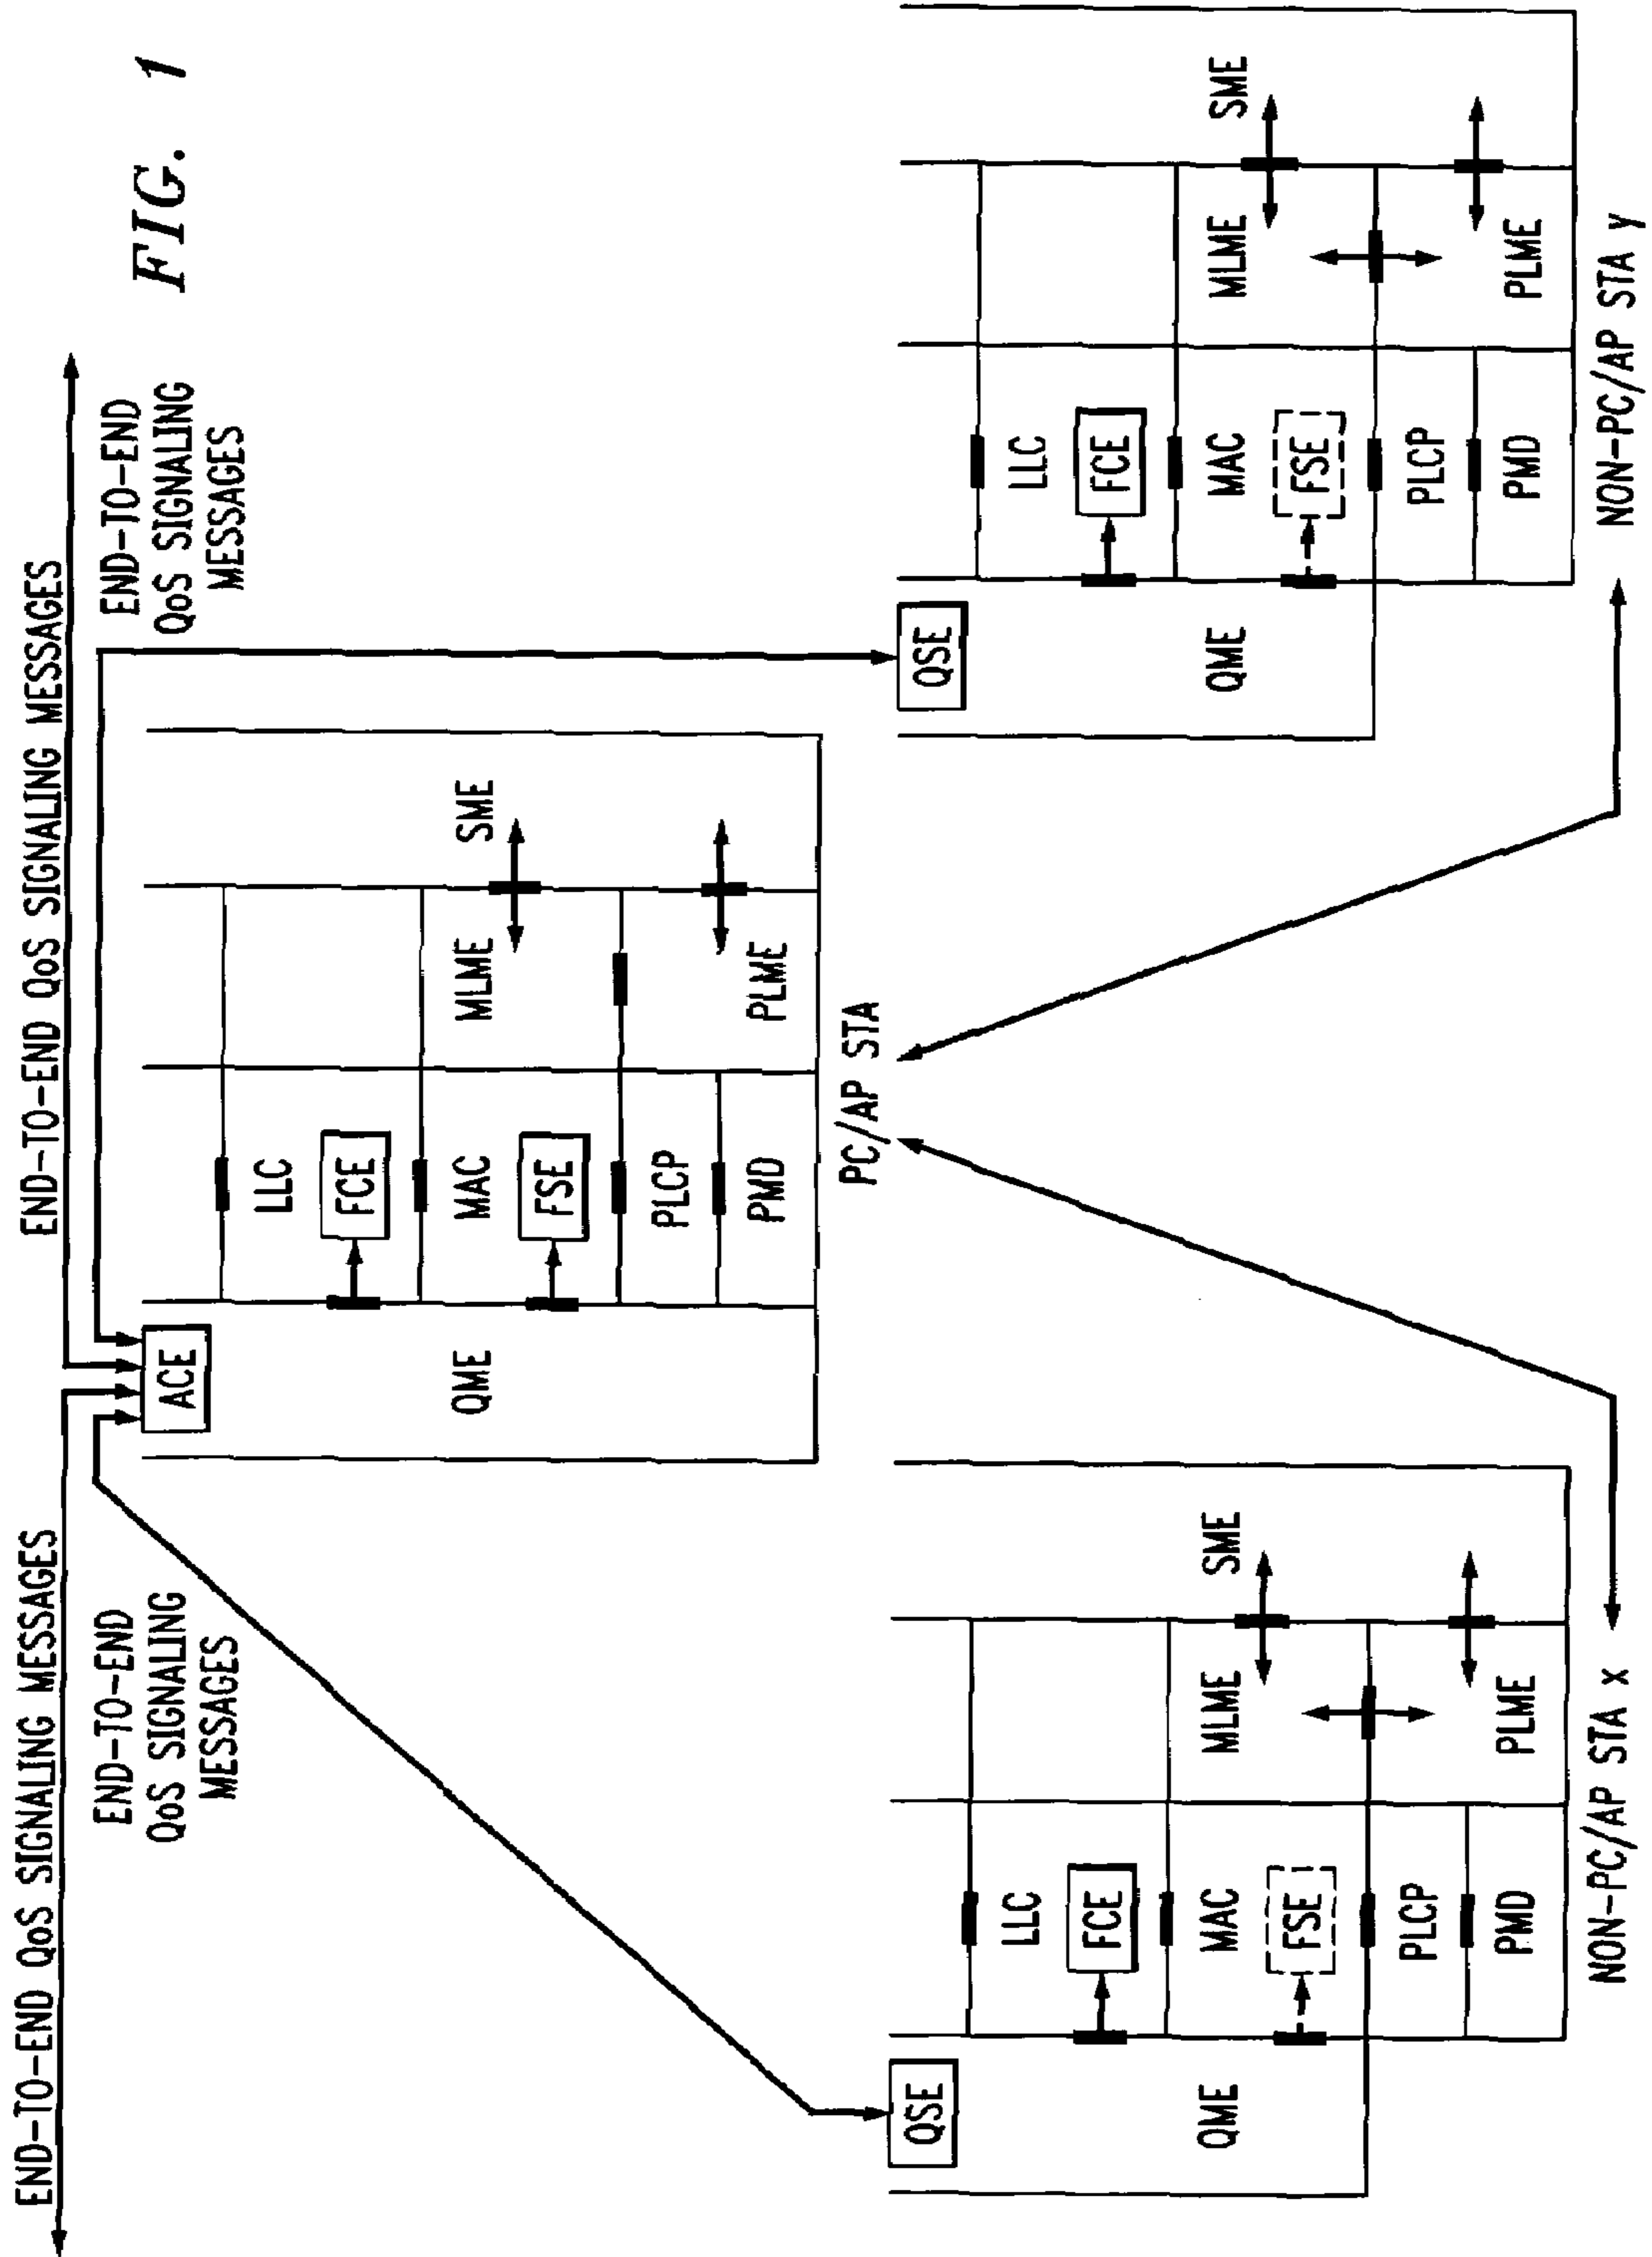 FIG. 1
END-TO-END QoS SIGNALING MESSAGES
END-TO-END QoS SIGNALING MESSAGES
END-TO-END
QoS SIGNALING
MESSAGES
END-TO-END
QoS SIGNALING
MESSAGES
ACE
QME
LLC
FCE
MAC
FSE
PLCP
PMD
MLME
PLME
SME
PC/AP STA
QSE
QME
LLC
FCE
MAC
FSE
PLCP
PMD
MLME
PLME
SME
NON-PC/AP STA x
QSE
QME
LLC
FCE
MAC
FSE
PLCP
PMD
MLME
PLME
SME
NON-PC/AP STA y